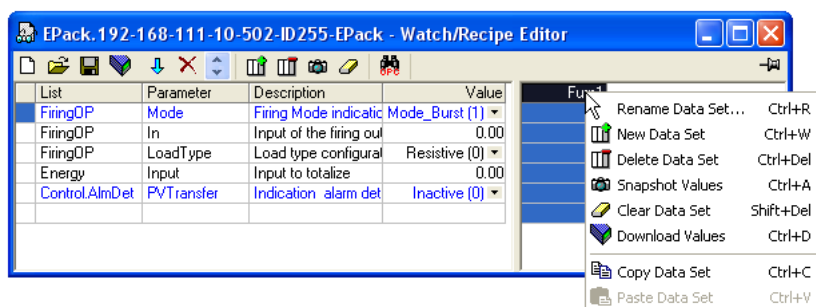 EPack.192-168-111-10-502-ID255-EPack - Watch/Recipe Editor
OPC
List Parameter Description Value
FiringOP Mode Firing Mode indicatic Mode_Burst (1)
FiringOP In Input of the firing out 0.00
FiringOP LoadType Load type configurat Resistive (0)
Energy Input Input to totalize 0.00
Control.AlmDet PVTransfer Indication alarm det Inactive (0)
Rename Data Set... Ctrl+R
New Data Set Ctrl+W
Delete Data Set Ctrl+Del
Snapshot Values Ctrl+A
Clear Data Set Shift+Del
Download Values Ctrl+D
Copy Data Set Ctrl+C
Paste Data Set Ctrl+V